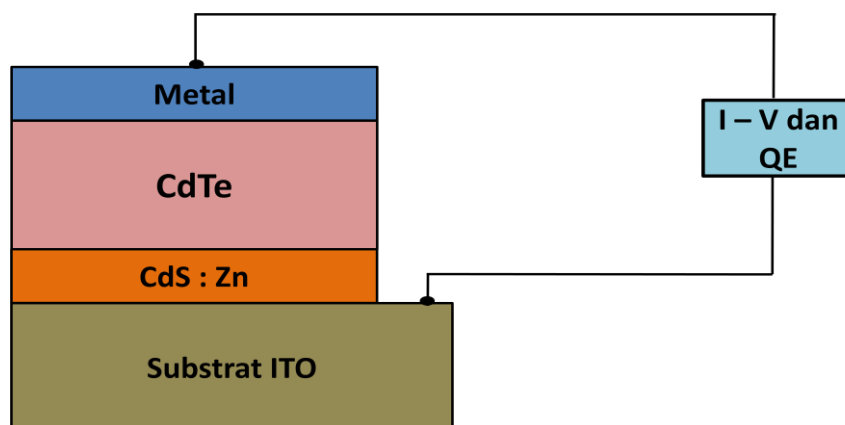 Metal
CdTe
CdS : Zn
Substrat ITO
I – V dan
QE